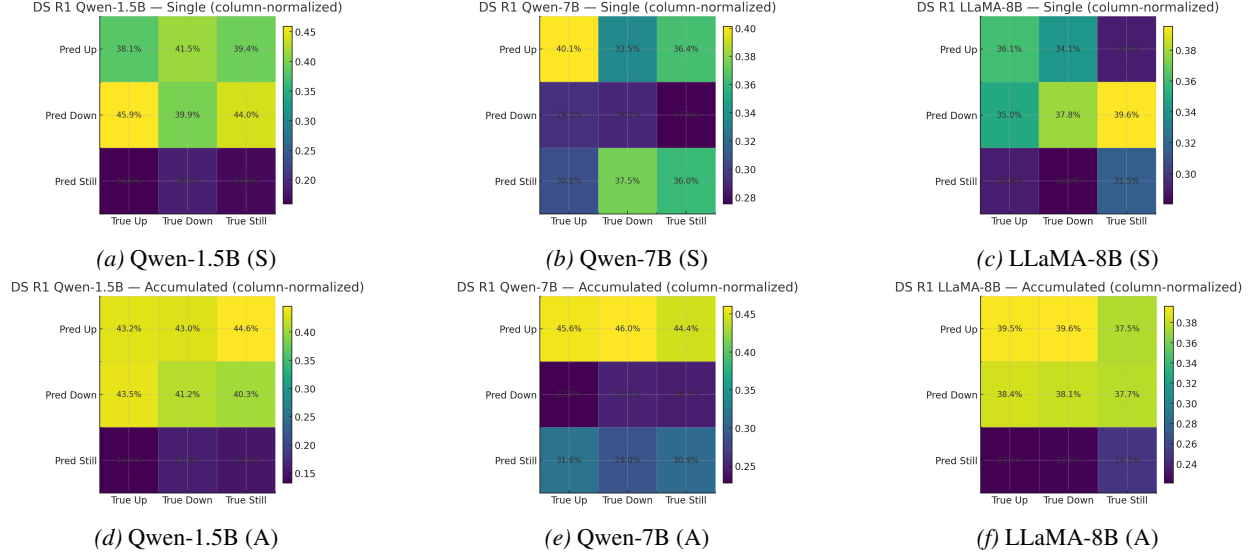 DS R1 Qwen-1.5B — Single (column-normalized)
Pred Up
38.1% 41.5% 39.4%
Pred Down
45.9% 39.9% 44.0%
Pred Still
True Up True Down True Still
0.45
0.40
0.35
0.30
0.25
0.20
(a) Qwen-1.5B (S)
DS R1 Qwen-7B — Single (column-normalized)
Pred Up
40.1% 33.5% 36.4%
Pred Down
Pred Still
37.5% 36.0%
True Up True Down True Still
0.40
0.38
0.36
0.34
0.32
0.30
0.28
(b) Qwen-7B (S)
DS R1 LLaMA-8B — Single (column-normalized)
Pred Up
36.1% 34.1%
Pred Down
35.0% 37.8% 39.6%
Pred Still
31.5%
True Up True Down True Still
0.38
0.36
0.34
0.32
0.30
(c) LLaMA-8B (S)
DS R1 Qwen-1.5B — Accumulated (column-normalized)
Pred Up
43.2% 43.0% 44.6%
Pred Down
43.5% 41.2% 40.3%
Pred Still
True Up True Down True Still
0.40
0.35
0.30
0.25
0.20
0.15
(d) Qwen-1.5B (A)
DS R1 Qwen-7B — Accumulated (column-normalized)
Pred Up
45.6% 46.0% 44.4%
Pred Down
Pred Still
31.6% 29.0% 30.9%
True Up True Down True Still
0.45
0.40
0.35
0.30
0.25
(e) Qwen-7B (A)
DS R1 LLaMA-8B — Accumulated (column-normalized)
Pred Up
39.5% 39.6% 37.5%
Pred Down
38.4% 38.1% 37.7%
Pred Still
True Up True Down True Still
0.38
0.36
0.34
0.32
0.30
0.28
0.26
0.24
(f) LLaMA-8B (A)